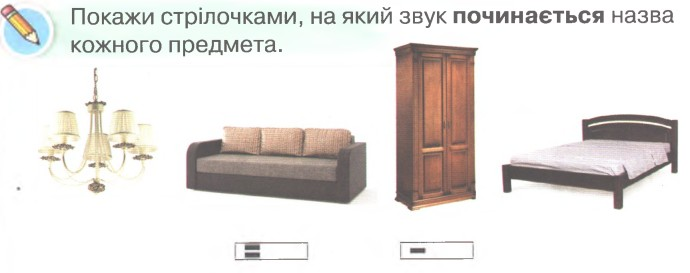 Покажи стрілочками, на який звук починається назва
кожного предмета.